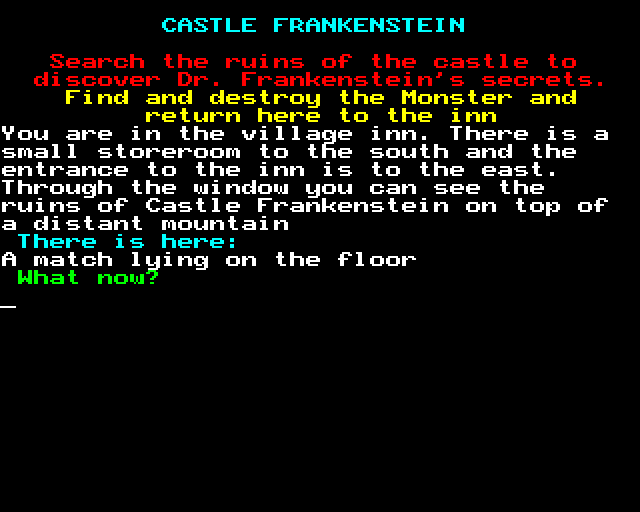 CASTLE FRANKENSTEIN
Search the ruins of the castle to
discover Dr. Frankenstein's secrets.
Find and destroy the Monster and
return here to the inn
You are in the village inn. There is a
small storeroom to the south and the
entrance to the inn is to the east.
Through the window you can see the
ruins of Castle Frankenstein on top of
a distant mountain
There is here:
A match lying on the floor
What now?